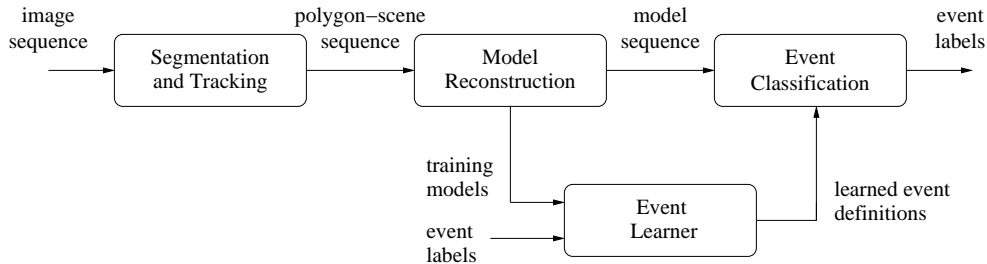 image
sequence
Segmentation
and Tracking
polygon−scene
sequence
Model
Reconstruction
model
sequence
Event
Classification
event
labels
training
models
event
labels
Event
Learner
learned event
definitions